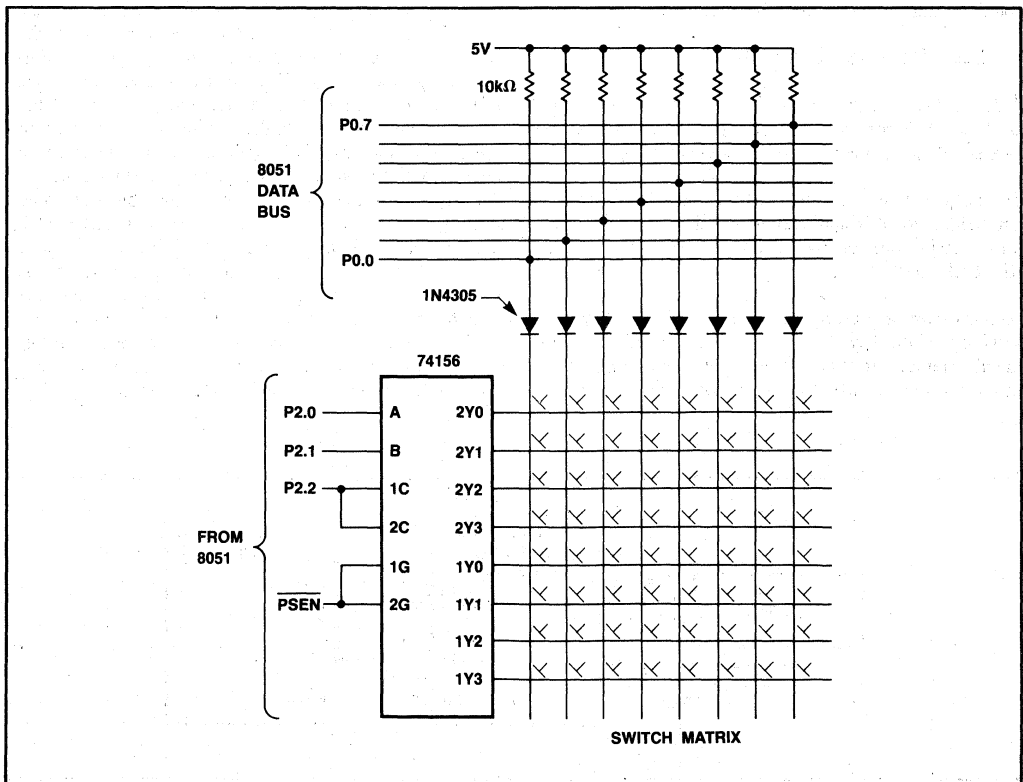 5V
10kΩ
P0.7
8051
DATA
BUS
P0.0
1N4305
74156
P2.0
A
2Y0
P2.1
B
2Y1
P2.2
1C
2Y2
2C
2Y3
FROM
8051
1G
1Y0
PSEN
2G
1Y1
1Y2
1Y3
SWITCH MATRIX